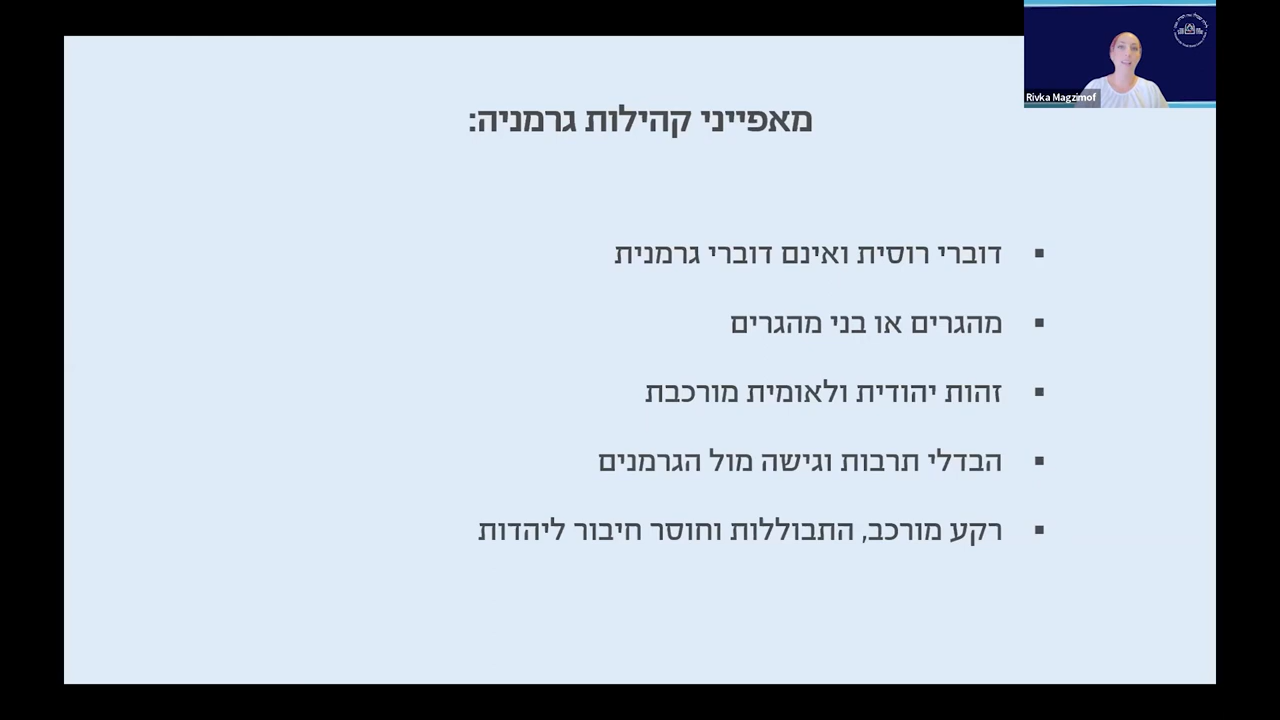 מאפייני קהילות גרמניה:
▪ דוברי רוסית ואינם דוברי גרמנית
▪ מהגרים או בני מהגרים
▪ זהות יהודית ולאומית מורכבת
▪ הבדלי תרבות וגישה מול הגרמנים
▪ רקע מורכב, התבוללות וחוסר חיבור ליהדות
Rivka Magzimof